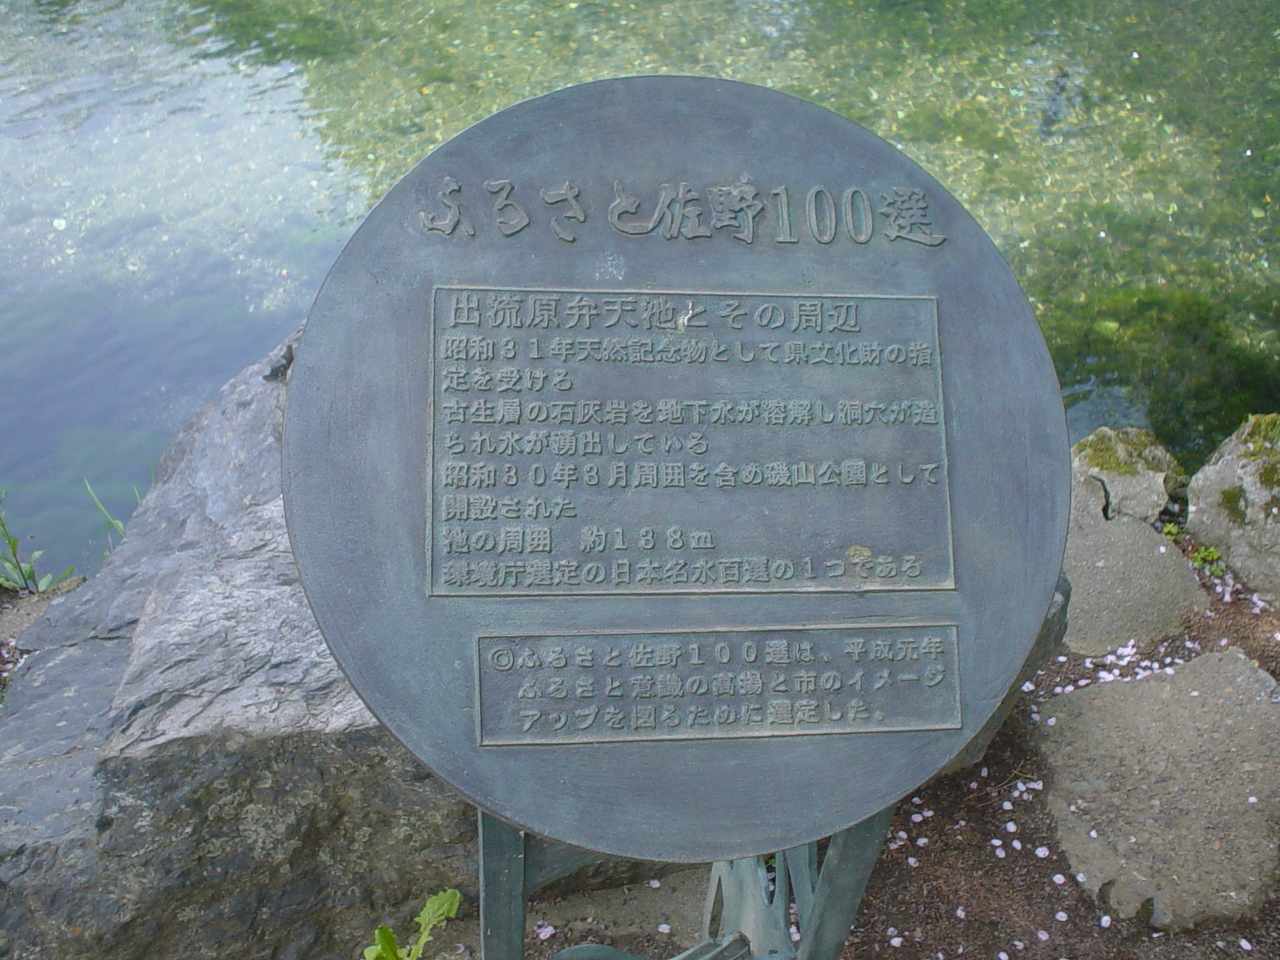 ふるさと佐野100選
出流原弁天池とその周辺
昭和31年天然記念物として県文化財の指
定を受ける
古生層の石灰岩を地下水が溶解し洞穴が造
られ水が湧出している
昭和30年3月周囲を含め磯山公園として
開設された
池の周囲 約138m
環境庁選定の日本名水百選の1つである
◎ふるさと佐野100選は、平成元年
ふるさと意識の高揚と市のイメージ
アップを図るために選定した。